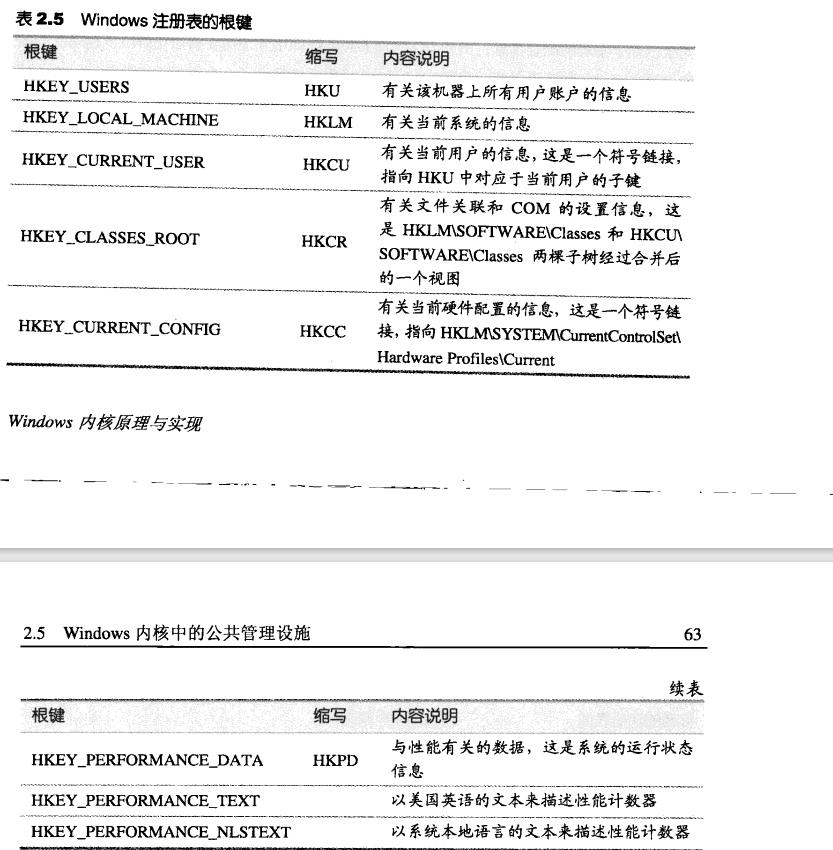 表 2.5 Windows 注册表的根键
根键 缩写 内容说明
HKEY_USERS HKU 有关该机器上所有用户账户的信息
HKEY_LOCAL_MACHINE HKLM 有关当前系统的信息
HKEY_CURRENT_USER HKCU 有关当前用户的信息,这是一个符号链接,
指向 HKU 中对应于当前用户的子键
有关文件关联和 COM 的设置信息，这
HKEY_CLASSES_ROOT HKCR 是 HKLM\SOFTWARE\Classes 和 HKCU\
SOFTWARE\Classes 两棵子树经过合并后
的一个视图
有关当前硬件配置的信息，这是一个符号链
HKEY_CURRENT_CONFIG HKCC 接,指向 HKLM\SYSTEM\CurrentControlSet\
Hardware Profiles\Current
Windows 内核原理与实现
2.5 Windows 内核中的公共管理设施 63
续表
根键 缩写 内容说明
HKEY_PERFORMANCE_DATA HKPD 与性能有关的数据，这是系统的运行状态
信息
HKEY_PERFORMANCE_TEXT 以美国英语的文本来描述性能计数器
HKEY_PERFORMANCE_NLSTEXT 以系统本地语言的文本来描述性能计数器